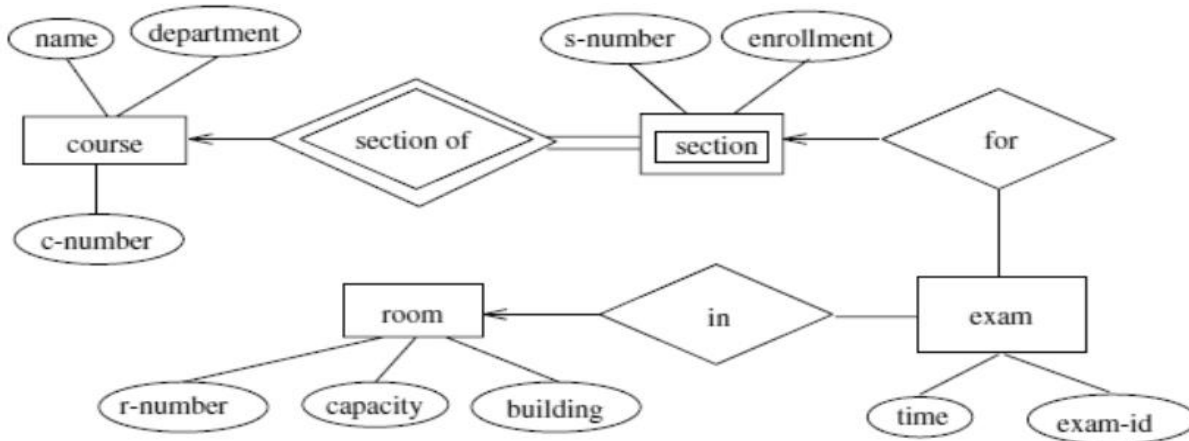 name
department
s-number
enrollment
course
section of
section
for
c-number
room
in
exam
r-number
capacity
building
time
exam-id